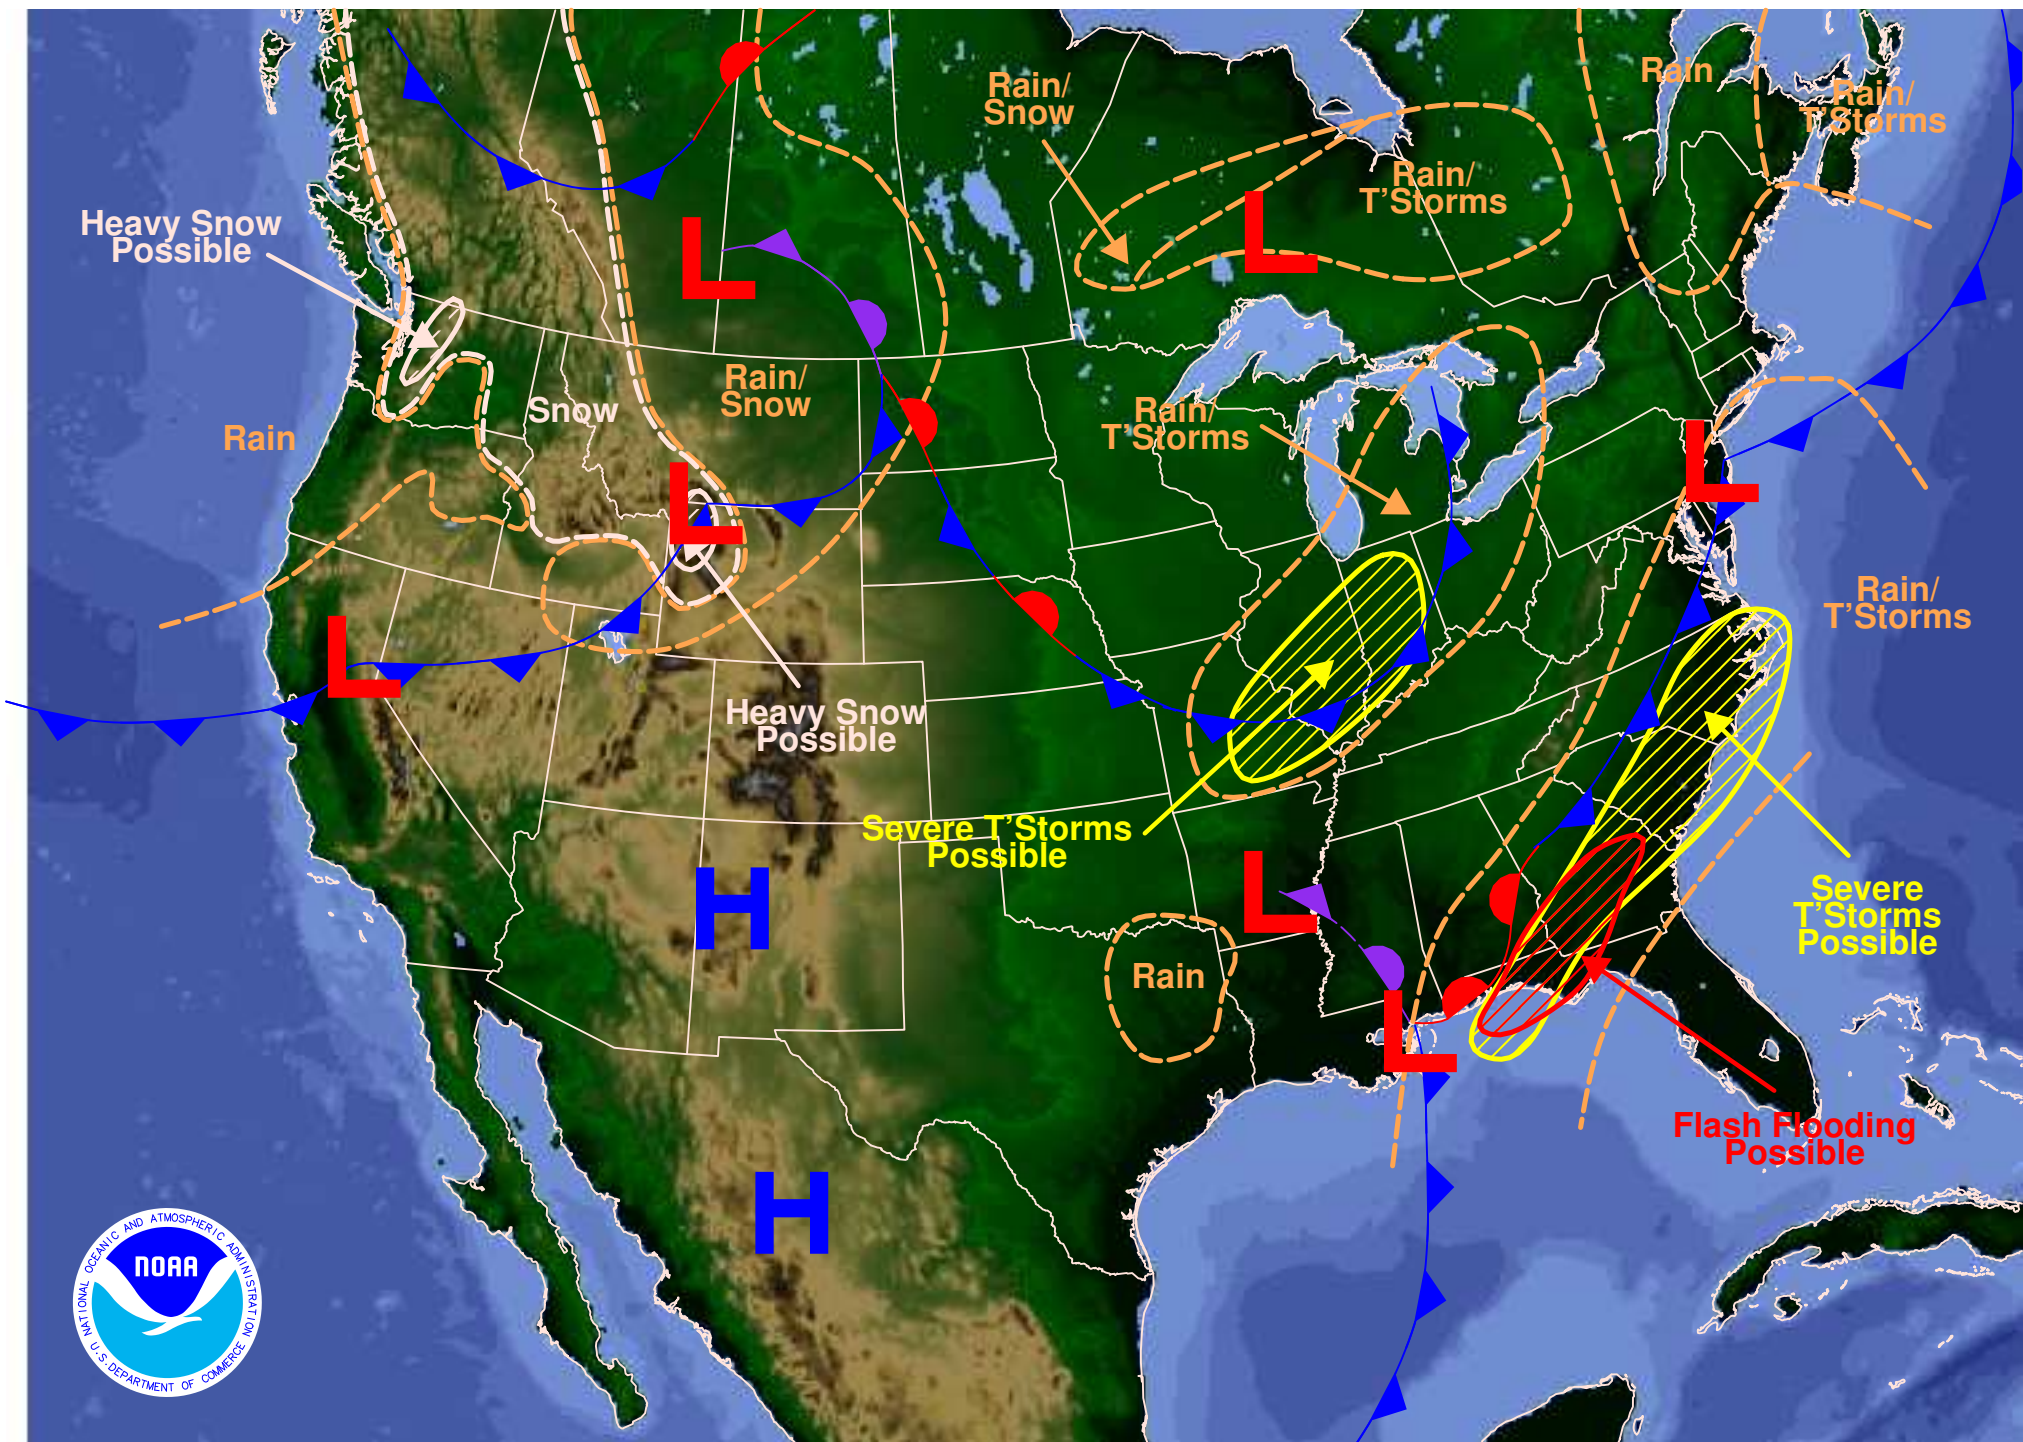 Rain
Rain/
T'Storms
Rain/
Snow
Rain/
T'Storms
Heavy Snow
Possible
Rain/
Snow
Snow
Rain
Rain/
T'Storms
L
L
L
L
L
L
L
Rain/
T'Storms
Heavy Snow
Possible
Severe T'Storms
Possible
H
Severe
T'Storms
Possible
Rain
Flash Flooding
Possible
H
NATIONAL OCEANIC AND ATMOSPHERIC ADMINISTRATION
NOAA
U.S. DEPARTMENT OF COMMERCE